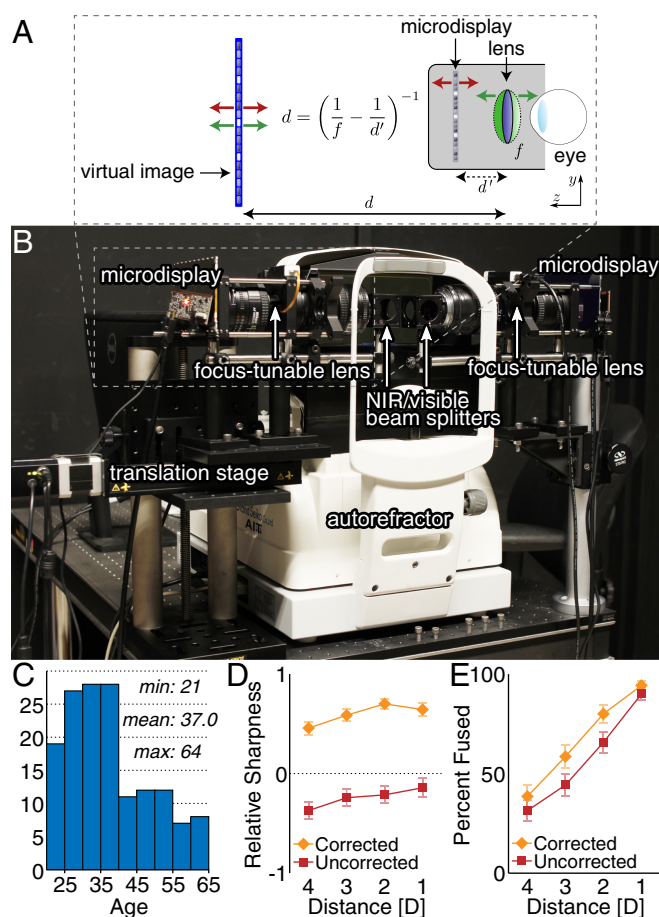 A
microdisplay
lens
d = (1/f − 1/d′)⁻¹
f
eye
virtual image
d′
y
z
d
B
microdisplay
microdisplay
focus-tunable lens
focus-tunable lens
NIR/visible
beam splitters
translation stage
autorefractor
C
min: 21
mean: 37.0
max: 64
25
20
15
10
5
0
25 35 45 55 65
Age
D
Relative Sharpness
1
0
-1
Corrected
Uncorrected
4 3 2 1
Distance [D]
E
Percent Fused
100
50
0
Corrected
Uncorrected
4 3 2 1
Distance [D]